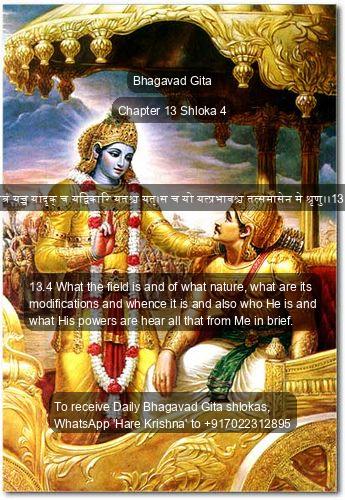 Bhagavad Gita
Chapter 13 Shloka 4
यच्च यादृक् च यद्विकारि यतश्च यत्।स च यो यत्प्रभावश्च तत्समासेन मे श्रृणु।।13
13.4 What the field is and of what nature, what are its
modifications and whence it is and also who He is and
what His powers are hear all that from Me in brief.
To receive Daily Bhagavad Gita shlokas,
WhatsApp 'Hare Krishna' to +917022312895